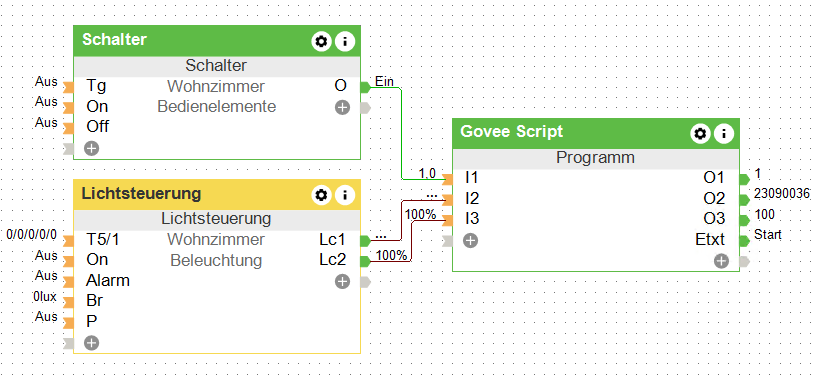 Schalter
Schalter
Aus Tg Wohnzimmer O Ein
Aus On Bedienelemente
Aus Off
Govee Script
Programm
1.0 I1 O1 1
... I2 O2 23090036
100% I3 O3 100
Etxt Start
Lichtsteuerung
Lichtsteuerung
0/0/0/0/0 T5/1 Wohnzimmer Lc1 ...
Aus On Beleuchtung Lc2 100%
Aus Alarm
0lux Br
Aus P